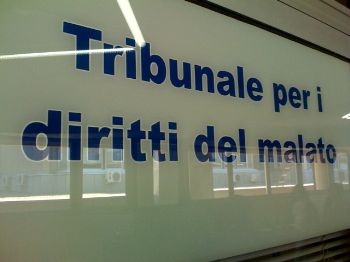 Tribunale per i
diritti del malato